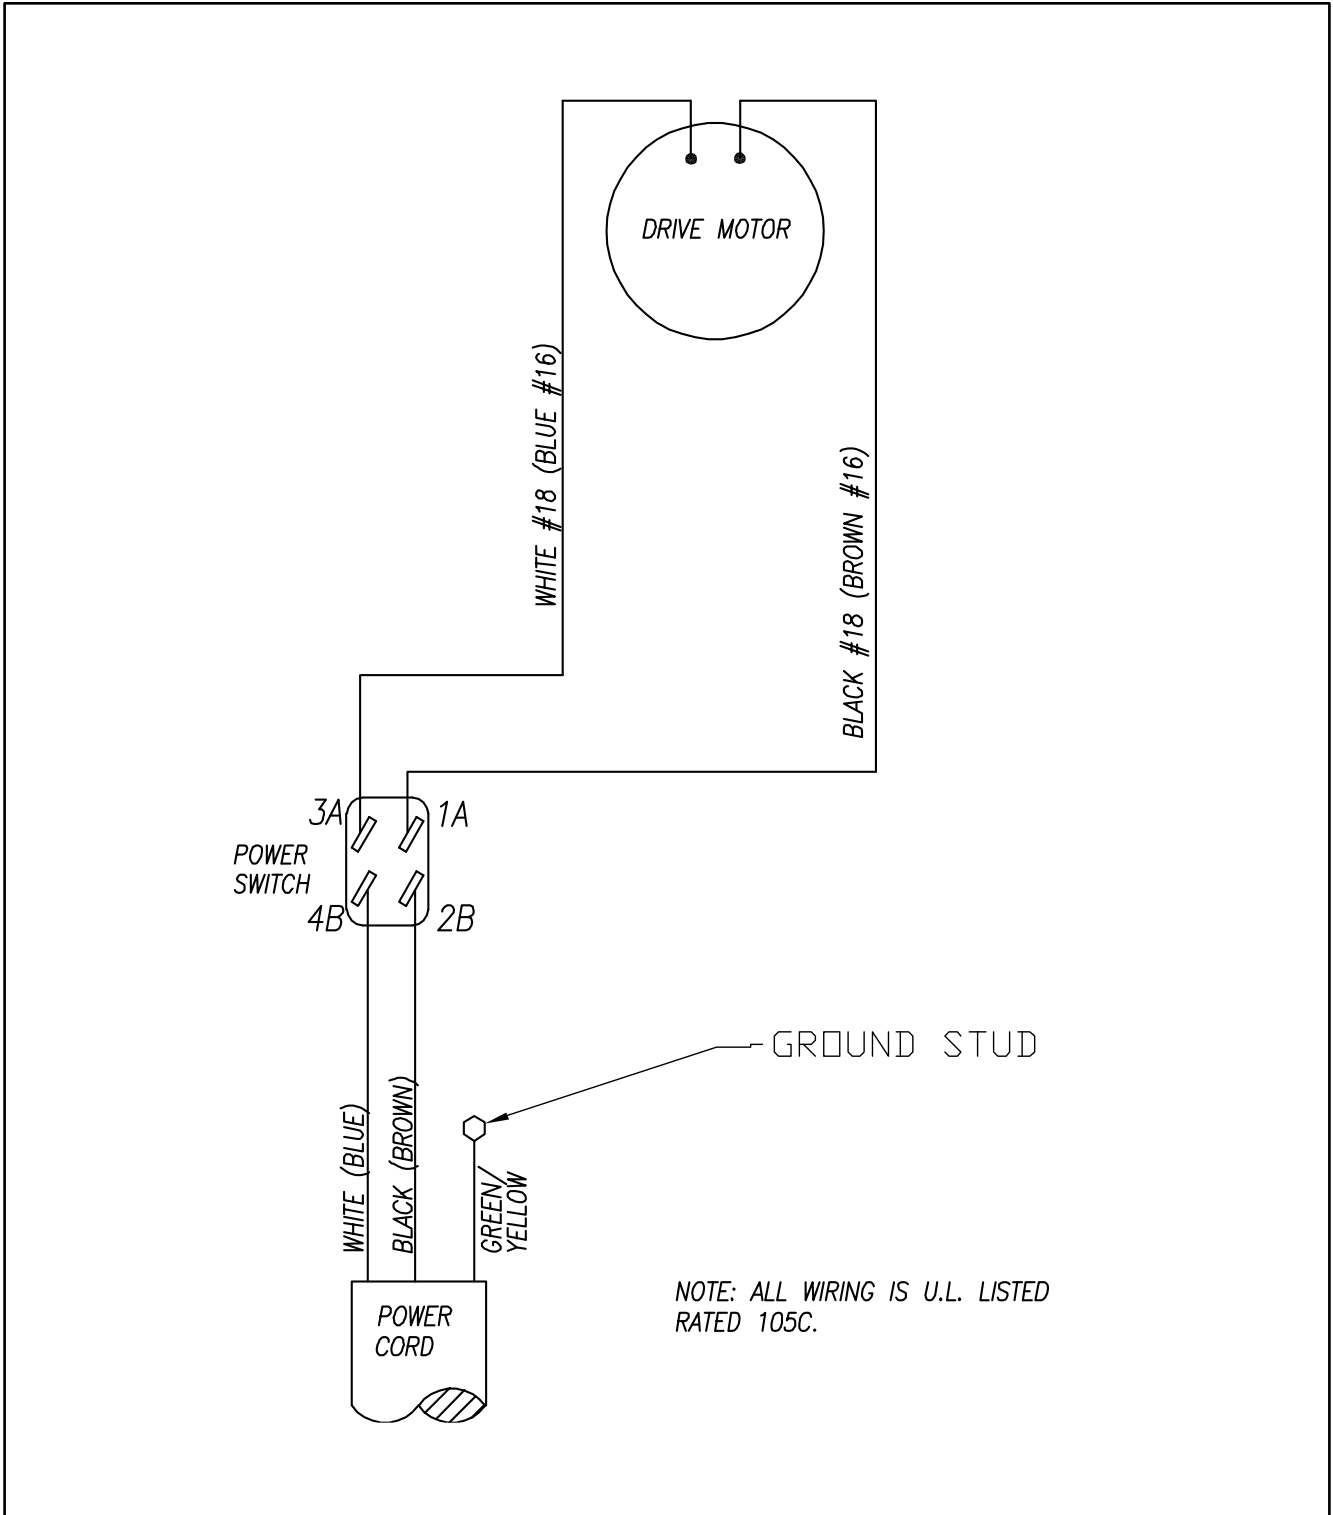 DRIVE MOTOR
WHITE #18 (BLUE #16)
BLACK #18 (BROWN #16)
3A
1A
POWER
SWITCH
4B
2B
GROUND STUD
WHITE (BLUE)
BLACK (BROWN)
GREEN/
YELLOW
NOTE: ALL WIRING IS U.L. LISTED
RATED 105C.
POWER
CORD